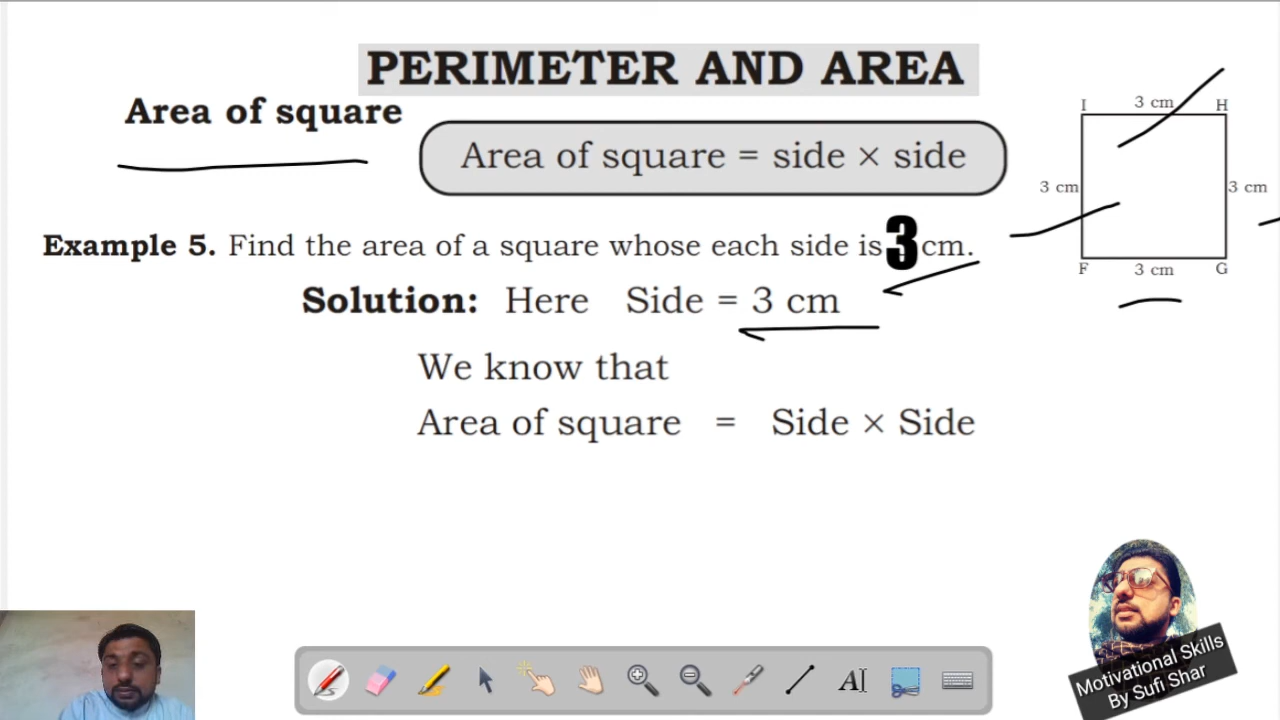 PERIMETER AND AREA
Area of square
Area of square = side × side
I 3 cm H
3 cm 3 cm
F 3 cm G
Example 5. Find the area of a square whose each side is 3 cm.
Solution: Here Side = 3 cm
We know that
Area of square = Side × Side
AI
Motivational Skills
By Sufi Shar